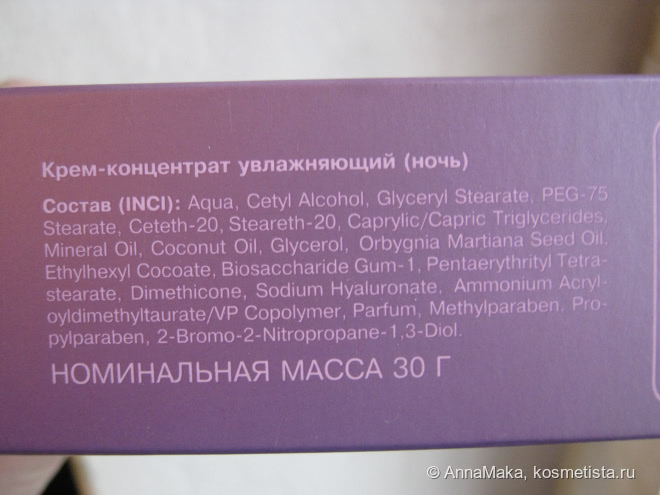 Крем-концентрат увлажняющий (ночь)
Состав (INCI): Aqua, Cetyl Alcohol, Glyceryl Stearate, PEG-75
Stearate, Ceteth-20, Steareth-20, Caprylic/Capric Triglycerides,
Mineral Oil, Coconut Oil, Glycerol, Orbygnia Martiana Seed Oil,
Ethylhexyl Cocoate, Biosaccharide Gum-1, Pentaerythrityl Tetra-
stearate, Dimethicone, Sodium Hyaluronate, Ammonium Acryl-
oyldimethyltaurate/VP Copolymer, Parfum, Methylparaben, Pro-
pylparaben, 2-Bromo-2-Nitropropane-1,3-Diol.
НОМИНАЛЬНАЯ МАССА 30 Г
© AnnaMaka, kosmetista.ru